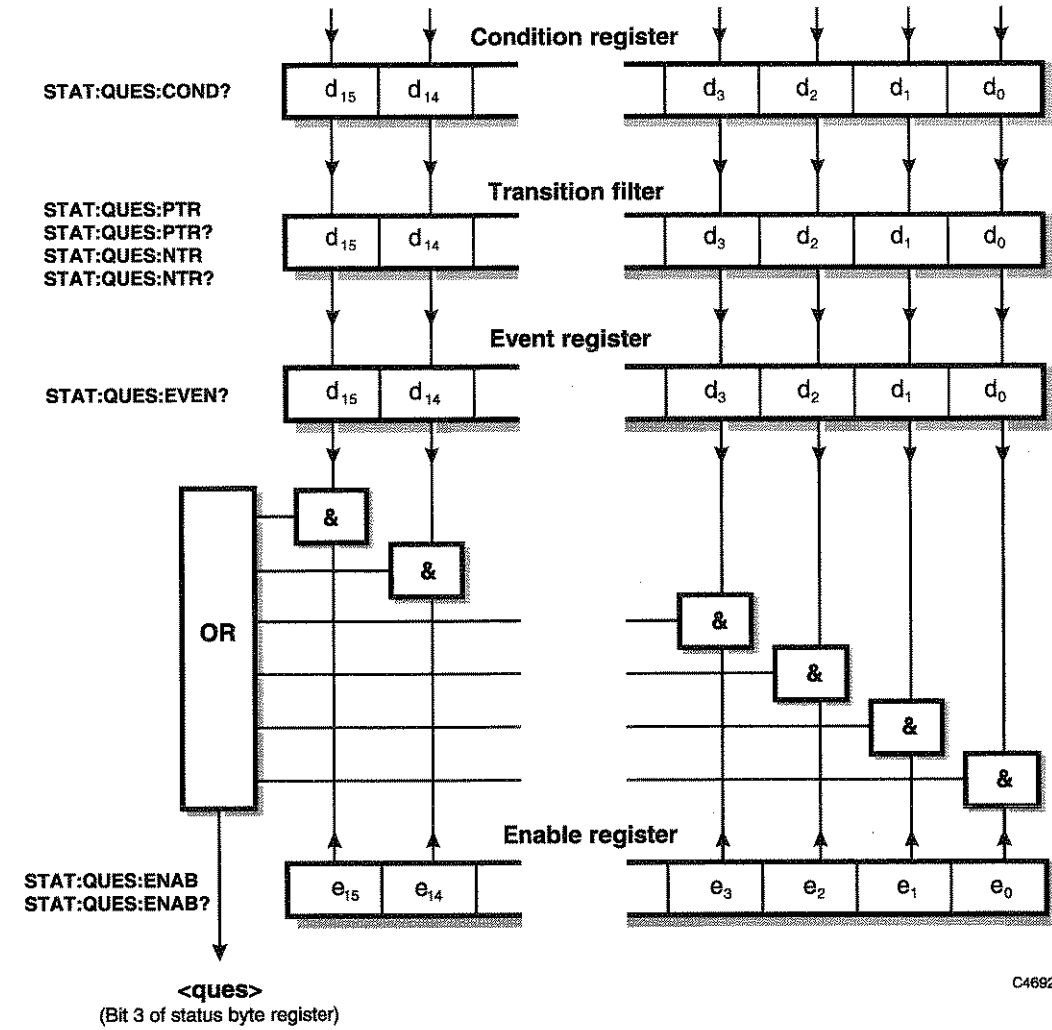 Condition register
STAT:QUES:COND?
d15 d14 d3 d2 d1 d0
Transition filter
STAT:QUES:PTR
STAT:QUES:PTR?
STAT:QUES:NTR
STAT:QUES:NTR?
d15 d14 d3 d2 d1 d0
Event register
STAT:QUES:EVEN?
d15 d14 d3 d2 d1 d0
&
&
&
OR
&
&
&
Enable register
STAT:QUES:ENAB
STAT:QUES:ENAB?
e15 e14 e3 e2 e1 e0
<ques>
(Bit 3 of status byte register)
C4692